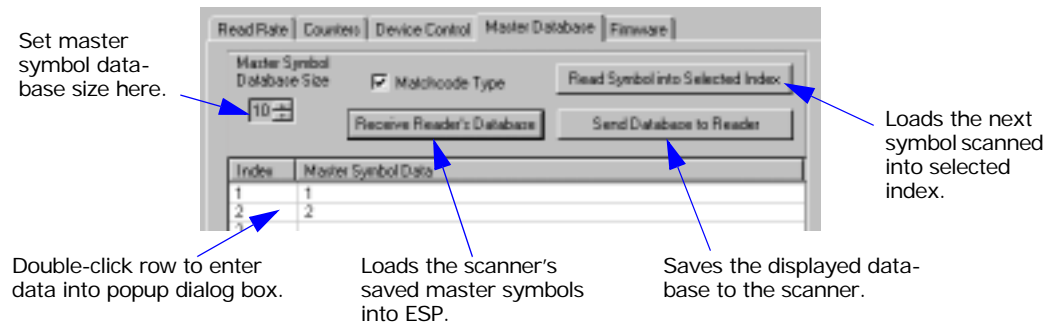 Read Rate Counters Device Control Master Database Firmware
Set master
symbol data-
base size here.
Master Symbol
Database Size
Matchcode Type
Read Symbol into Selected Index
10
Receive Reader's Database
Send Database to Reader
Loads the next
symbol scanned
into selected
index.
Index Master Symbol Data
1 1
2 2
Double-click row to enter
data into popup dialog box.
Loads the scanner's
saved master symbols
into ESP.
Saves the displayed data-
base to the scanner.